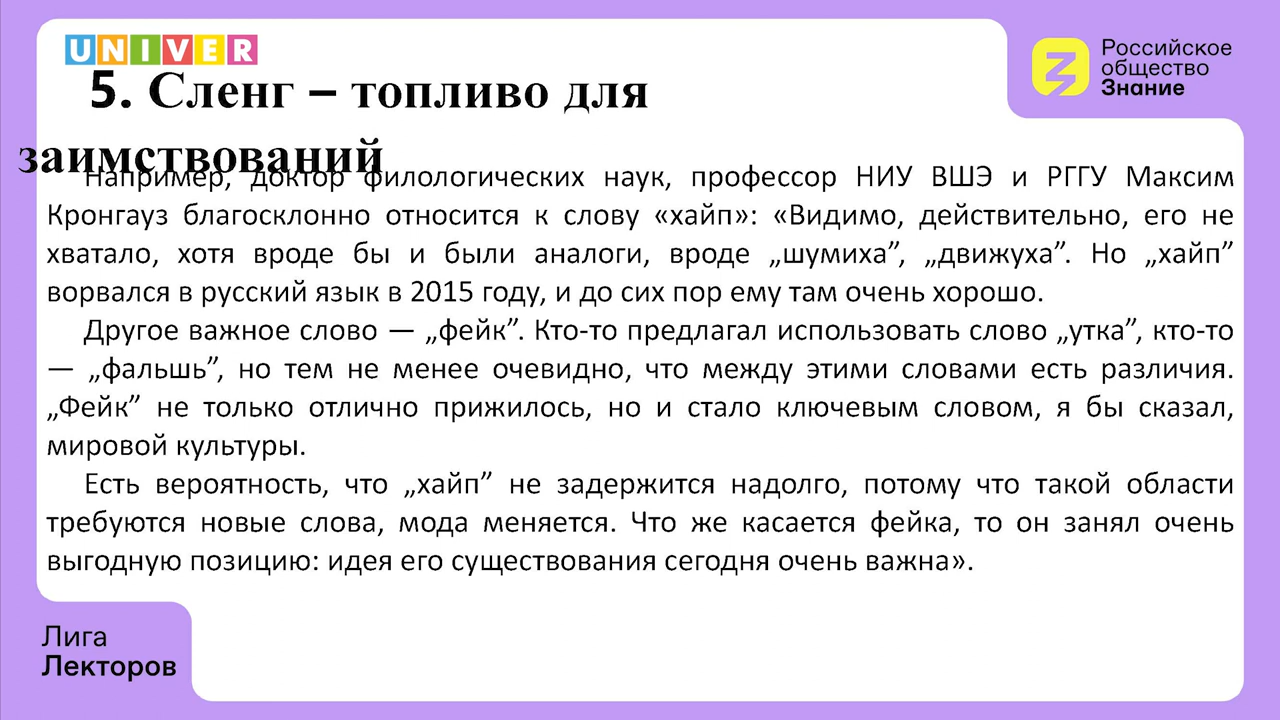 UNIVER
5. Сленг – топливо для
заимствований
Российское
общество
Знание
Например, доктор филологических наук, профессор НИУ ВШЭ и РГГУ Максим
Кронгауз благосклонно относится к слову «хайп»: «Видимо, действительно, его не
хватало, хотя вроде бы и были аналоги, вроде „шумиха”, „движуха”. Но „хайп”
ворвался в русский язык в 2015 году, и до сих пор ему там очень хорошо.
Другое важное слово — „фейк”. Кто-то предлагал использовать слово „утка”, кто-то
— „фальшь”, но тем не менее очевидно, что между этими словами есть различия.
„Фейк” не только отлично прижилось, но и стало ключевым словом, я бы сказал,
мировой культуры.
Есть вероятность, что „хайп” не задержится надолго, потому что такой области
требуются новые слова, мода меняется. Что же касается фейка, то он занял очень
выгодную позицию: идея его существования сегодня очень важна».
Лига
Лекторов